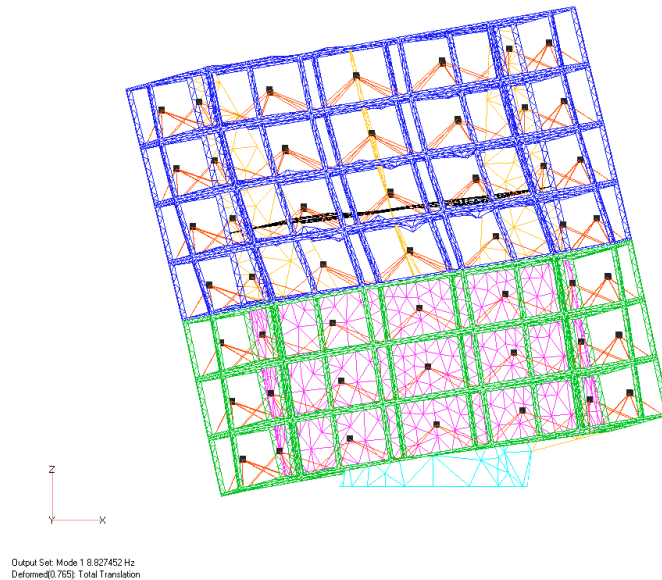 Z
Y X
Output Set: Mode 1 8.827452 Hz
Deformed(0.765): Total Translation